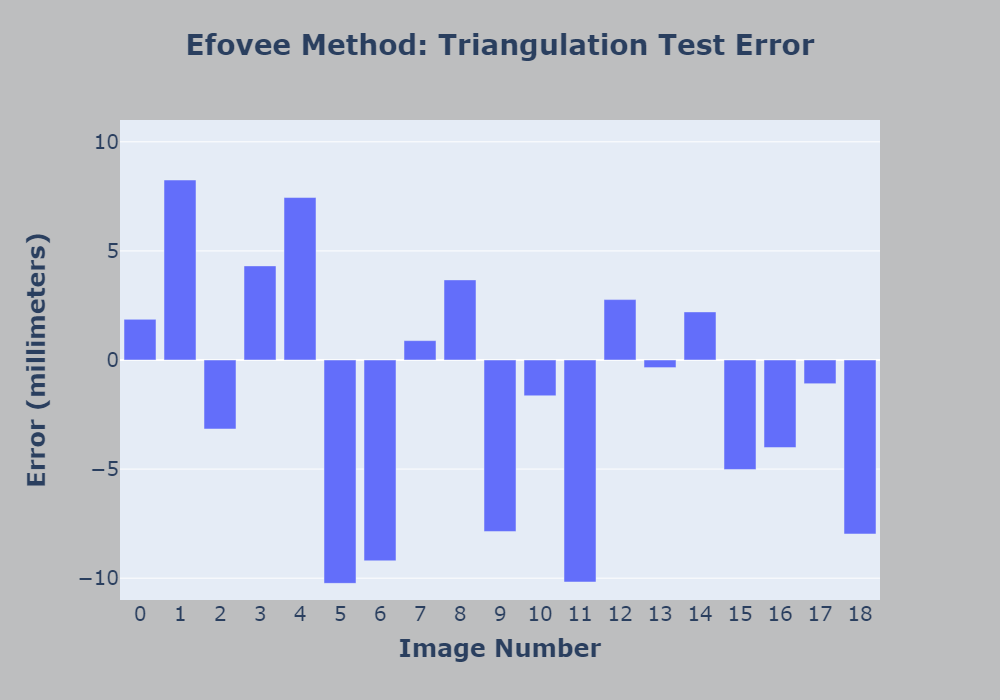 Efovee Method: Triangulation Test Error
Error (millimeters)
10
5
0
−5
−10
0 1 2 3 4 5 6 7 8 9 10 11 12 13 14 15 16 17 18
Image Number